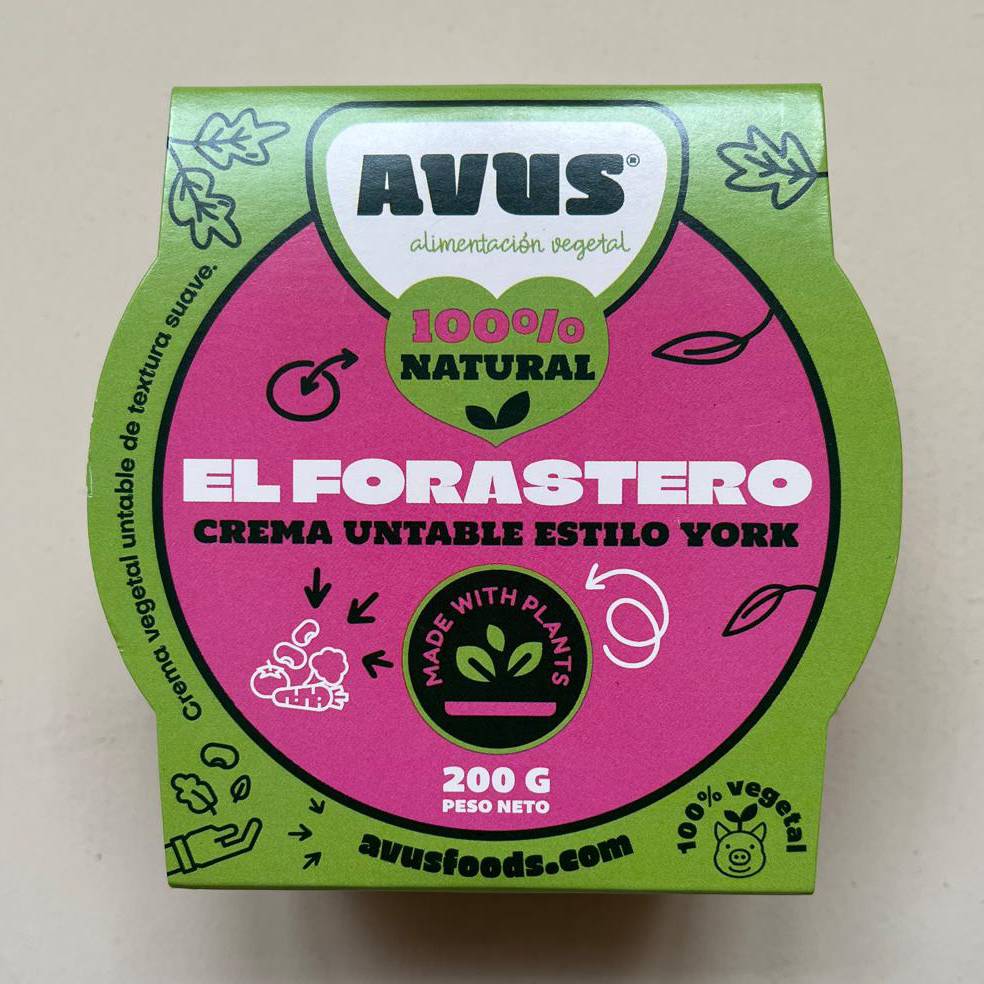 AVUS®
alimentación vegetal
100%
NATURAL
Crema vegetal untable de textura suave.
EL FORASTERO
CREMA UNTABLE ESTILO YORK
MADE WITH PLANTS
200 G
PESO NETO
avusfoods.com
100% vegetal